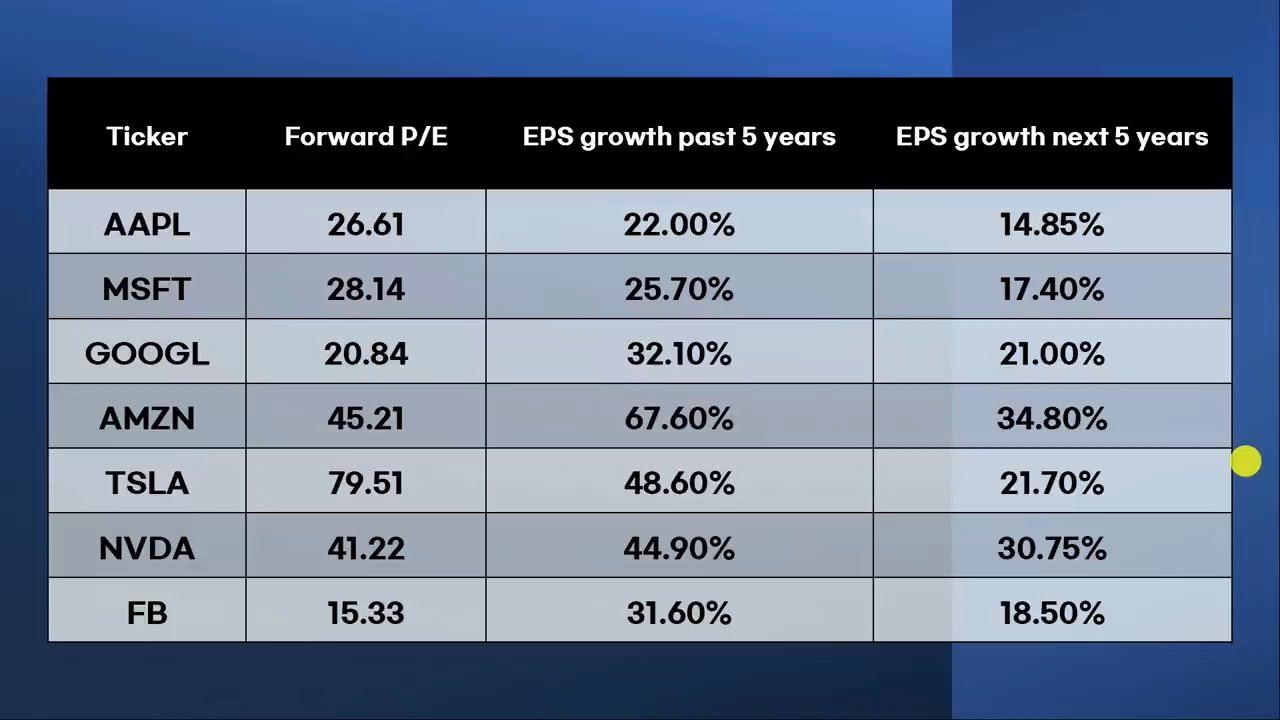 Ticker Forward P/E EPS growth past 5 years EPS growth next 5 years
AAPL 26.61 22.00% 14.85%
MSFT 28.14 25.70% 17.40%
GOOGL 20.84 32.10% 21.00%
AMZN 45.21 67.60% 34.80%
TSLA 79.51 48.60% 21.70%
NVDA 41.22 44.90% 30.75%
FB 15.33 31.60% 18.50%